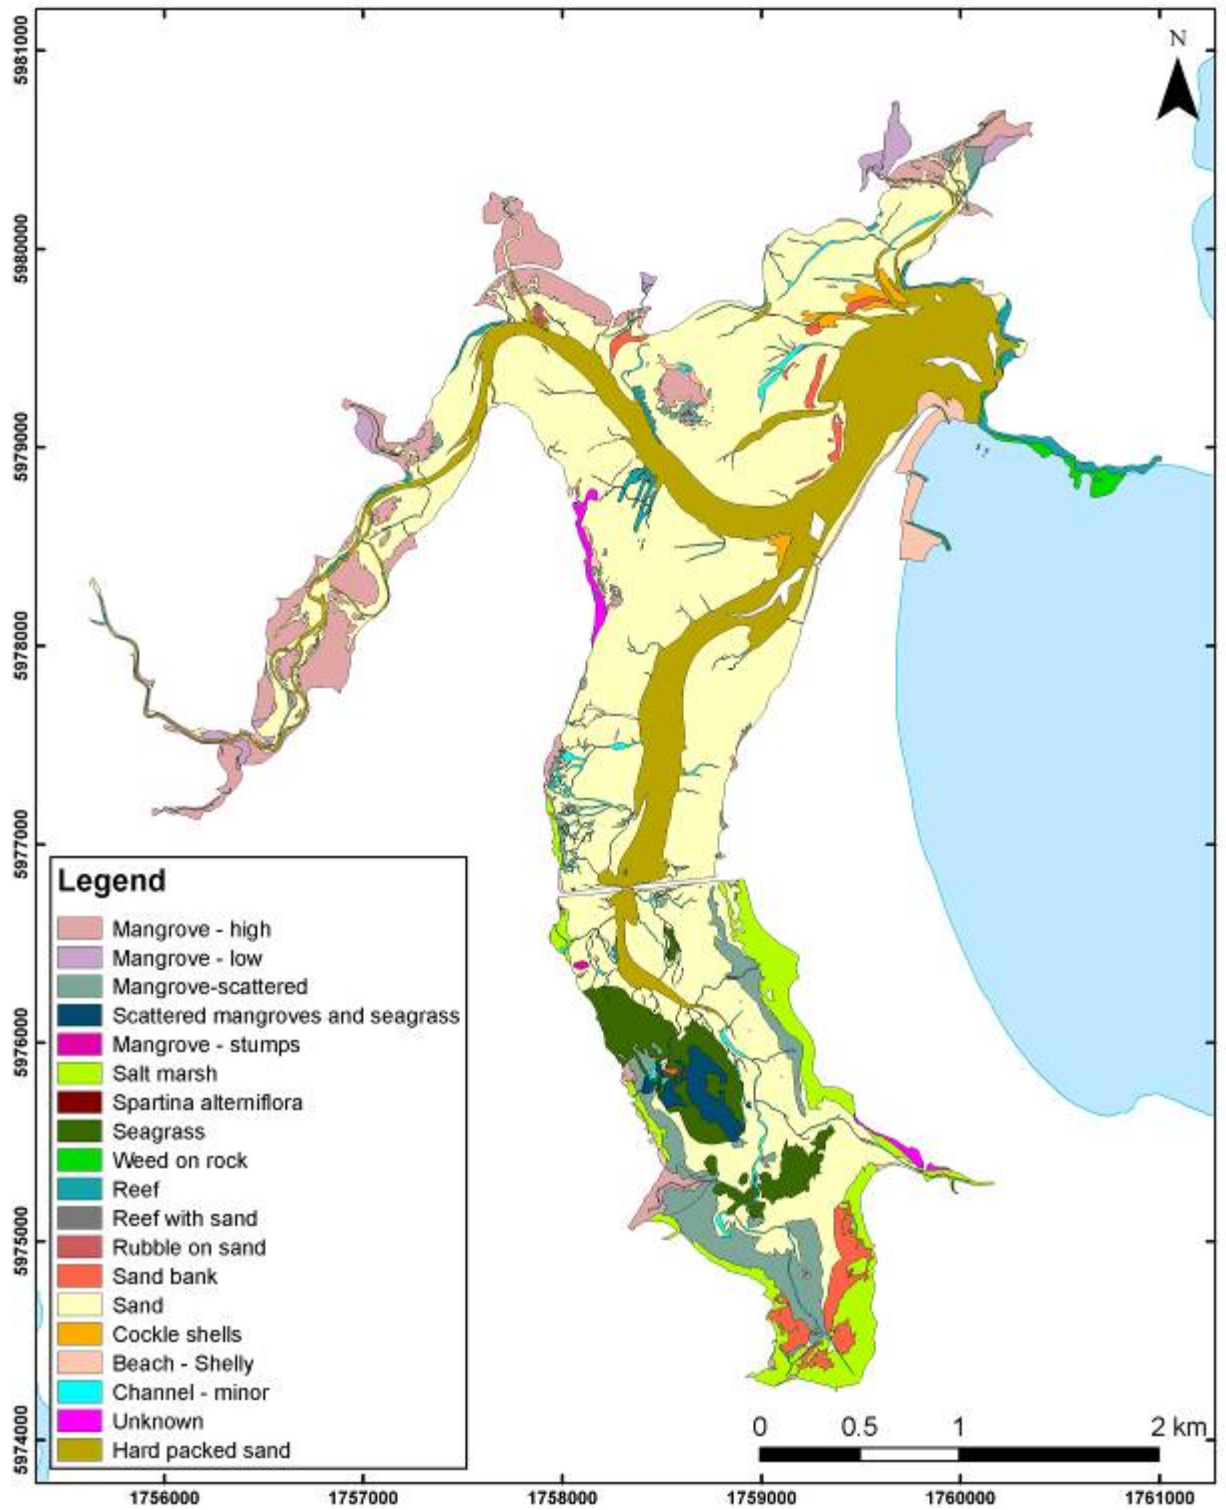 N
5981000
5980000
5979000
5978000
5977000
5976000
5975000
5974000
Legend
Mangrove - high
Mangrove - low
Mangrove-scattered
Scattered mangroves and seagrass
Mangrove - stumps
Salt marsh
Spartina alterniflora
Seagrass
Weed on rock
Reef
Reef with sand
Rubble on sand
Sand bank
Sand
Cockle shells
Beach - Shelly
Channel - minor
Unknown
Hard packed sand
0 0.5 1 2 km
1756000 1757000 1758000 1759000 1760000 1761000